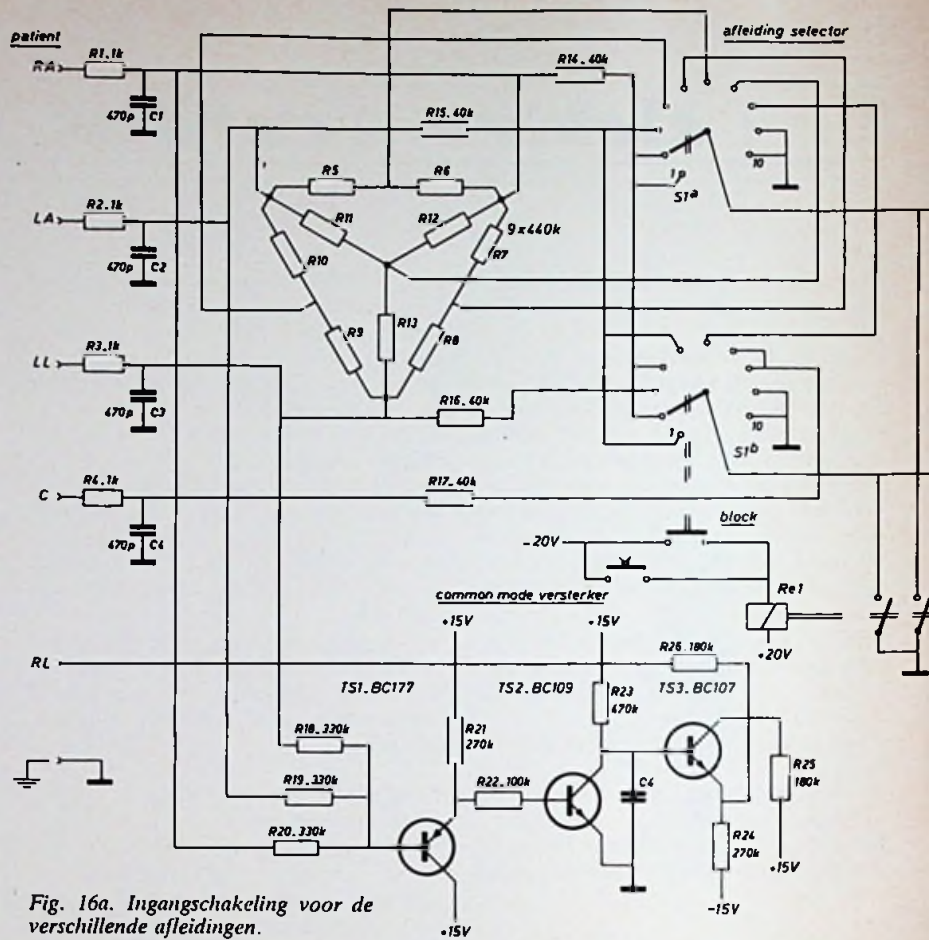 patient
afleiding selector
RA
R1.1k
470p
C1
R14.40k
R15.40k
R5
R6
R11
R12
9x440k
R7
R10
R13
R9
R8
1p
S1a
10
LA
R2.1k
470p
C2
LL
R3.1k
470p
C3
R16.40k
1
S1b
10
C
R4.1k
470p
C4
R17.40k
block
-20V
Re1
+20V
common mode versterker
+15V
+15V
RL
R26.180k
TS1.BC177
TS2.BC109
R23
470k
TS3.BC107
R18.330k
R21
270k
R22.100k
R19.330k
R20.330k
C4
R25
180k
R24
270k
+15V
-15V
+15V
Fig. 16a. Ingangschakeling voor de
verschillende afleidingen.